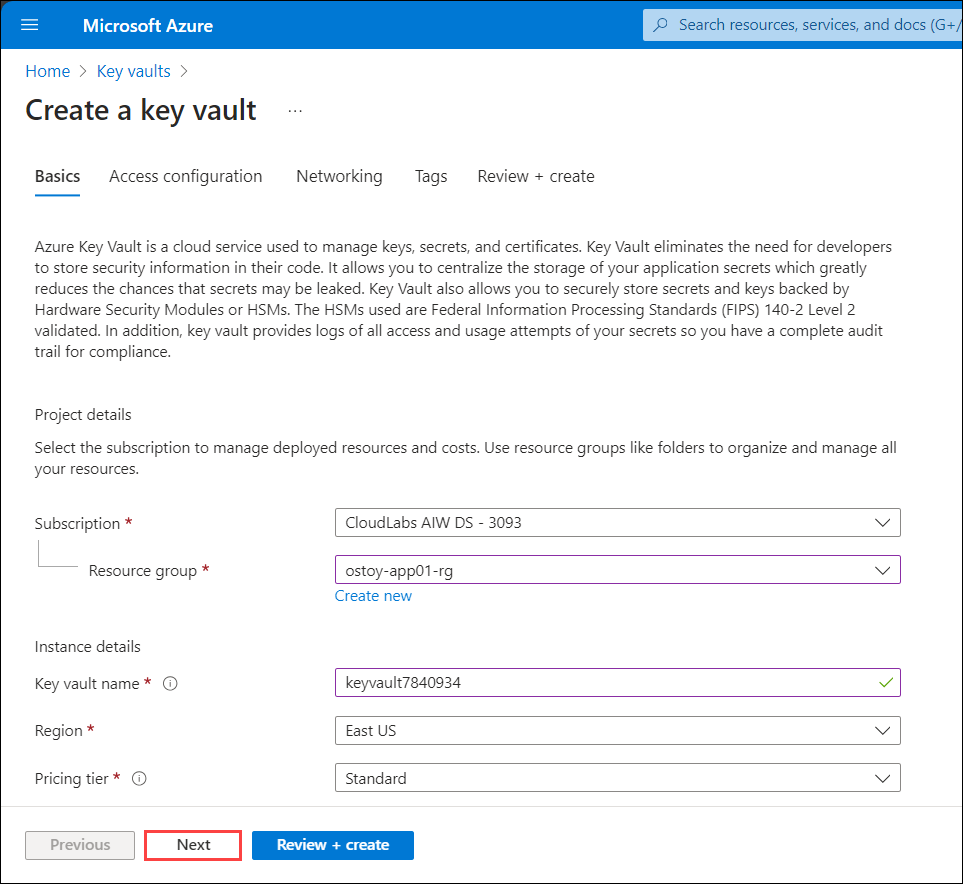 Microsoft Azure
Search resources, services, and docs (G+/
Home > Key vaults >
Create a key vault ...
Basics Access configuration Networking Tags Review + create
Azure Key Vault is a cloud service used to manage keys, secrets, and certificates. Key Vault eliminates the need for developers
to store security information in their code. It allows you to centralize the storage of your application secrets which greatly
reduces the chances that secrets may be leaked. Key Vault also allows you to securely store secrets and keys backed by
Hardware Security Modules or HSMs. The HSMs used are Federal Information Processing Standards (FIPS) 140-2 Level 2
validated. In addition, key vault provides logs of all access and usage attempts of your secrets so you have a complete audit
trail for compliance.
Project details
Select the subscription to manage deployed resources and costs. Use resource groups like folders to organize and manage all
your resources.
Subscription * CloudLabs AIW DS - 3093
Resource group * ostoy-app01-rg
Create new
Instance details
Key vault name * keyvault7840934
Region * East US
Pricing tier * Standard
Previous Next Review + create